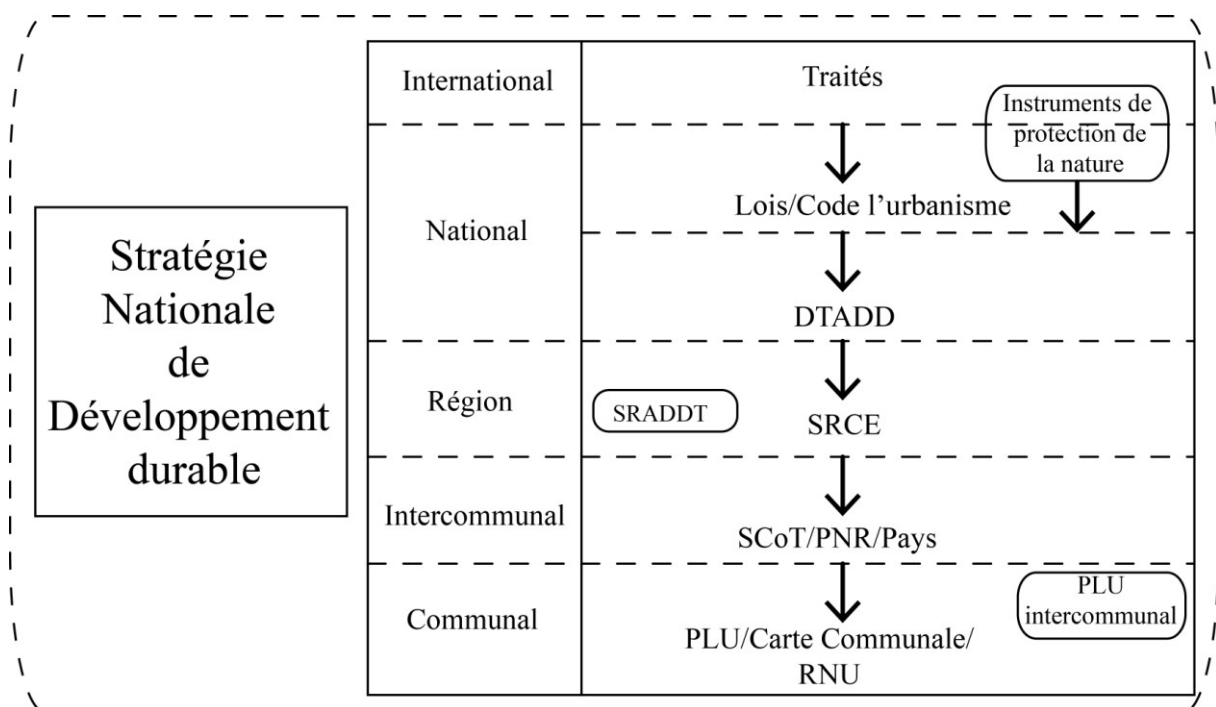 Stratégie
Nationale
de
Développement
durable
International
Traités
Instruments de
protection de
la nature
National
Lois/Code l’urbanisme
DTADD
Région
SRADDT
SRCE
Intercommunal
SCoT/PNR/Pays
Communal
PLU
intercommunal
PLU/Carte Communale/
RNU